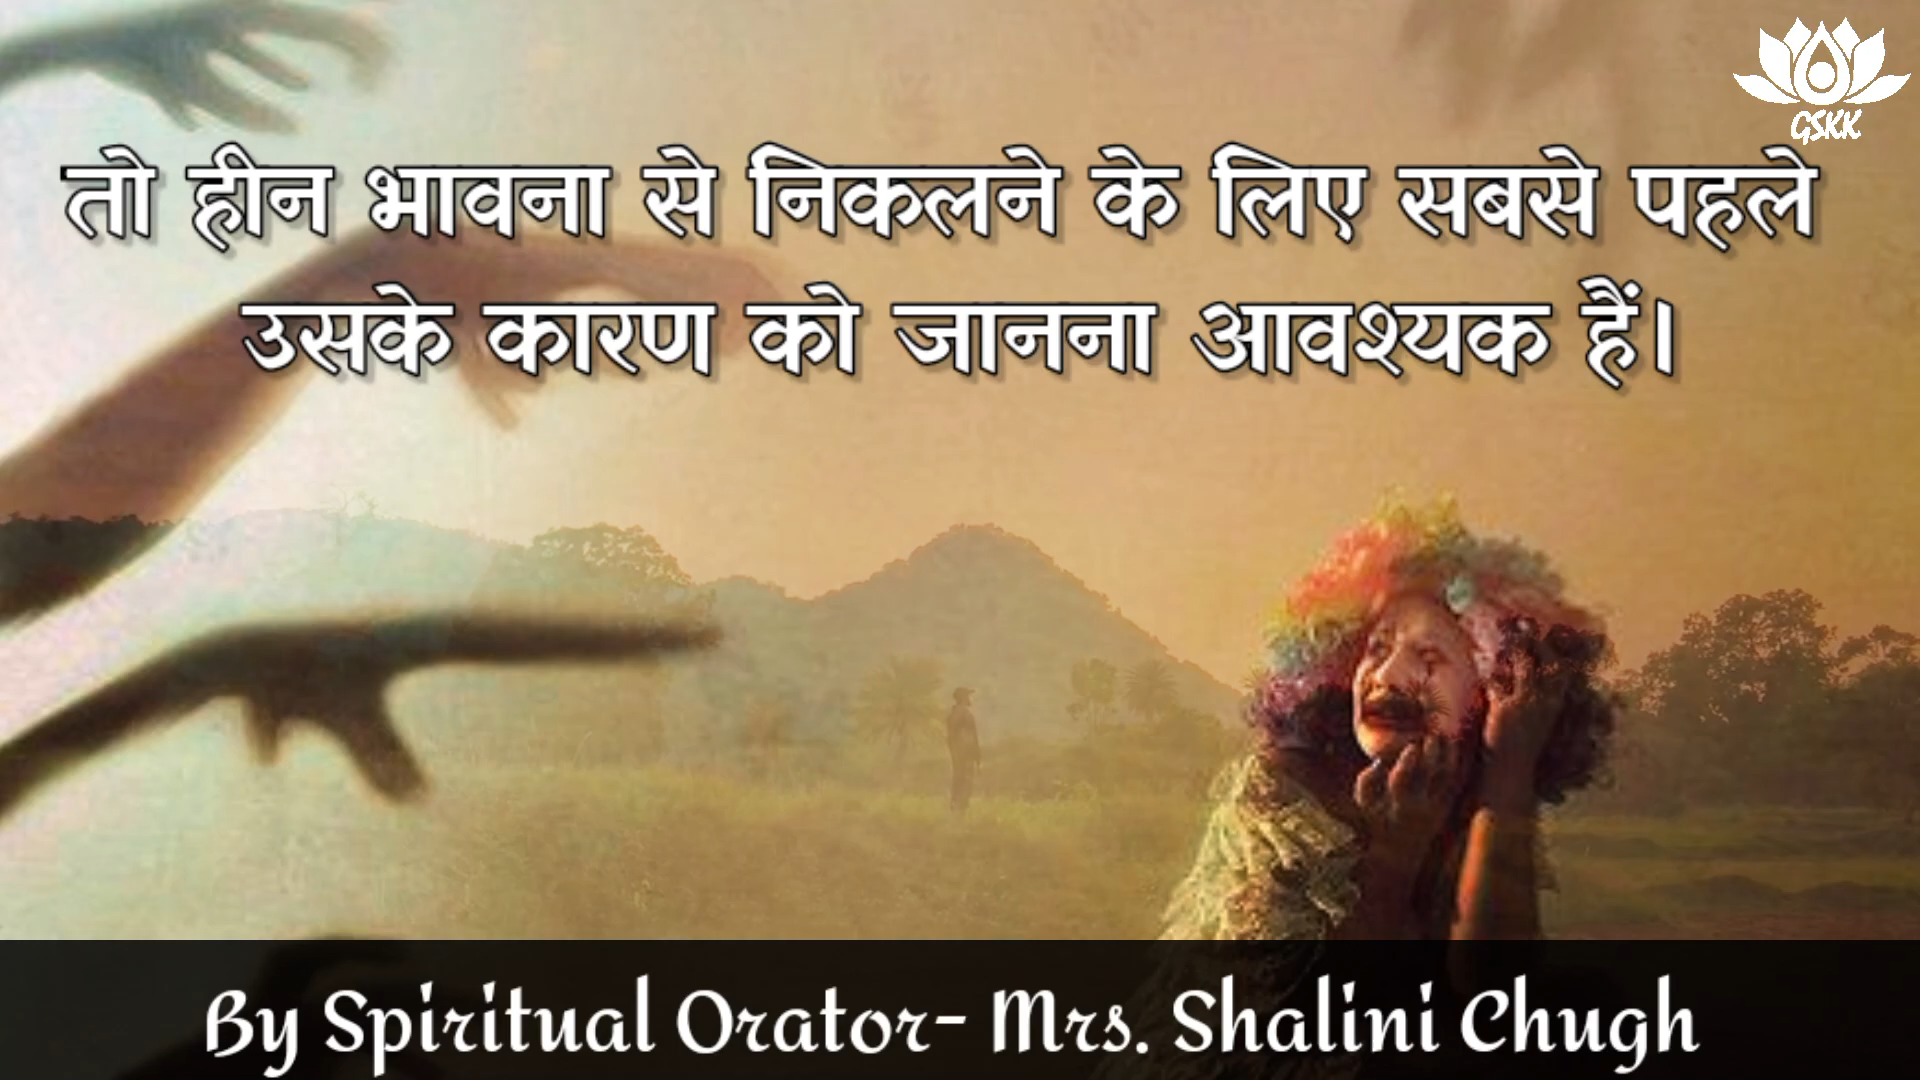 GSKK
तो हीन भावना से निकलने के लिए सबसे पहले
उसके कारण को जानना आवश्यक हैं।
By Spiritual Orator- Mrs. Shalini Chugh